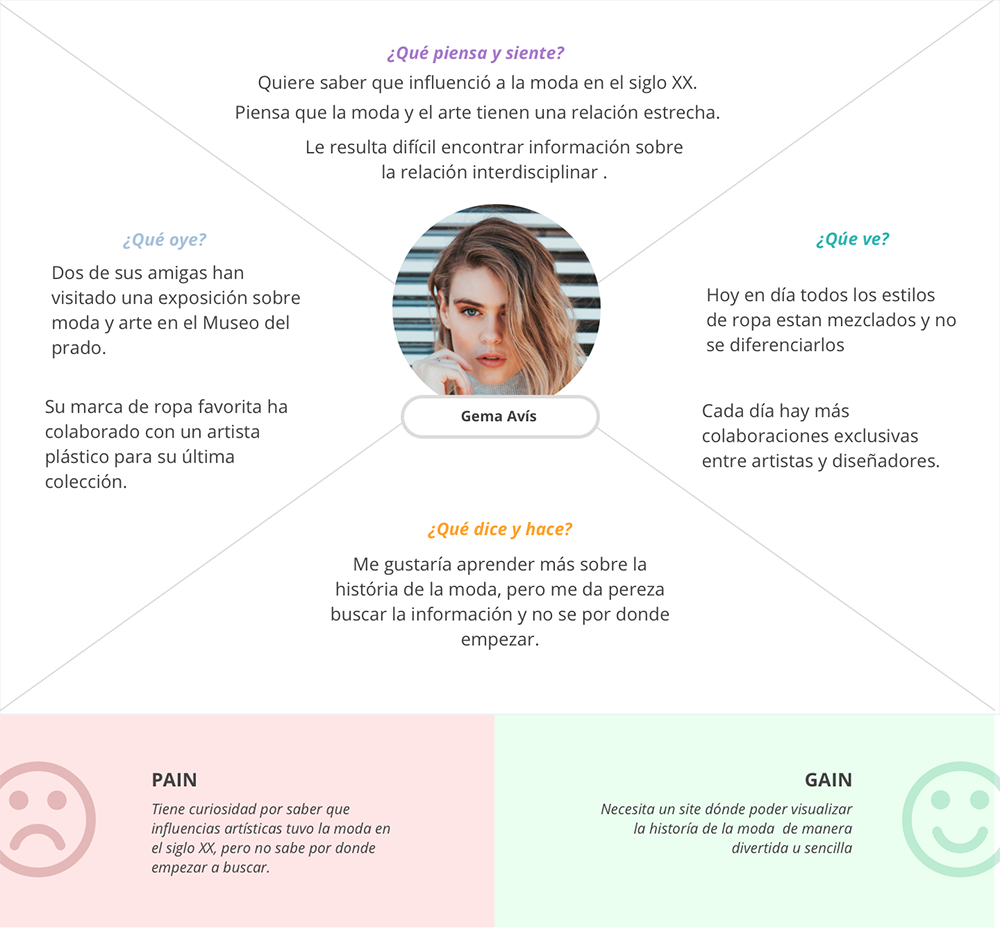 ¿Qué piensa y siente?
Quiere saber que influenció a la moda en el siglo XX.
Piensa que la moda y el arte tienen una relación estrecha.
Le resulta difícil encontrar información sobre
la relación interdisciplinar .
¿Qué oye?
Dos de sus amigas han
visitado una exposición sobre
moda y arte en el Museo del
prado.
Su marca de ropa favorita ha
colaborado con un artista
plástico para su última
colección.
¿Qúe ve?
Hoy en día todos los estilos
de ropa estan mezclados y no
se diferenciarlos
Cada día hay más
colaboraciones exclusivas
entre artistas y diseñadores.
Gema Avís
¿Qué dice y hace?
Me gustaría aprender más sobre la
história de la moda, pero me da pereza
buscar la información y no se por donde
empezar.
PAIN
Tiene curiosidad por saber que
influencias artísticas tuvo la moda en
el siglo XX, pero no sabe por donde
empezar a buscar.
GAIN
Necesita un site dónde poder visualizar
la historía de la moda  de manera
divertida u sencilla